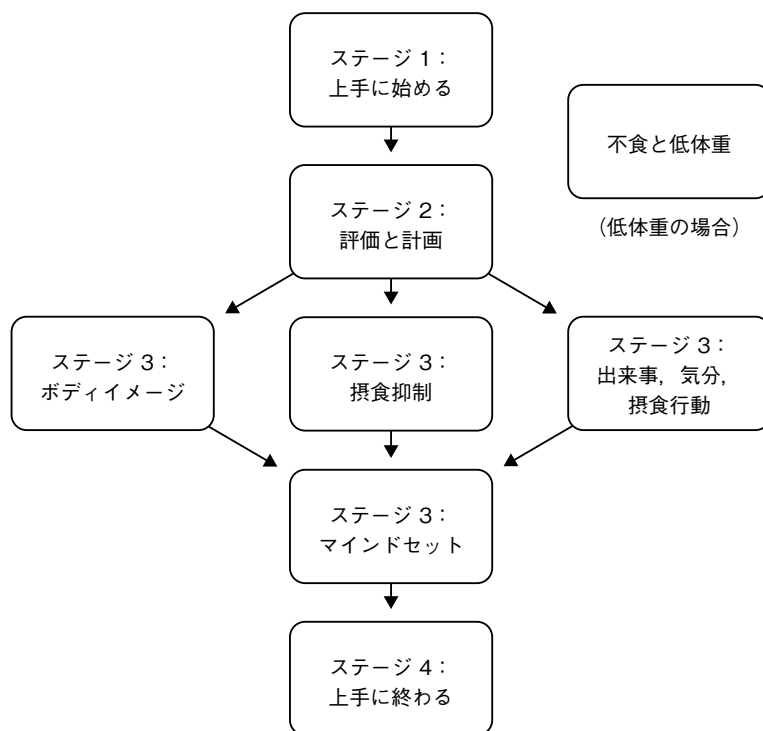 ステージ 1：
上手に始める
不食と低体重
（低体重の場合）
ステージ 2：
評価と計画
ステージ 3：
ボディイメージ
ステージ 3：
摂食抑制
ステージ 3：
出来事，気分，
摂食行動
ステージ 3：
マインドセット
ステージ 4：
上手に終わる